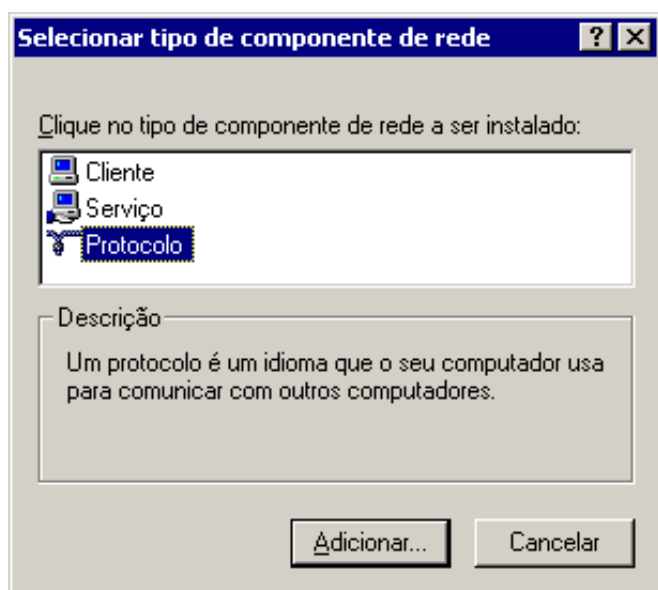 Selecionar tipo de componente de rede
Clique no tipo de componente de rede a ser instalado:
Cliente
Serviço
Protocolo
Descrição
Um protocolo é um idioma que o seu computador usa
para comunicar com outros computadores.
Adicionar...
Cancelar